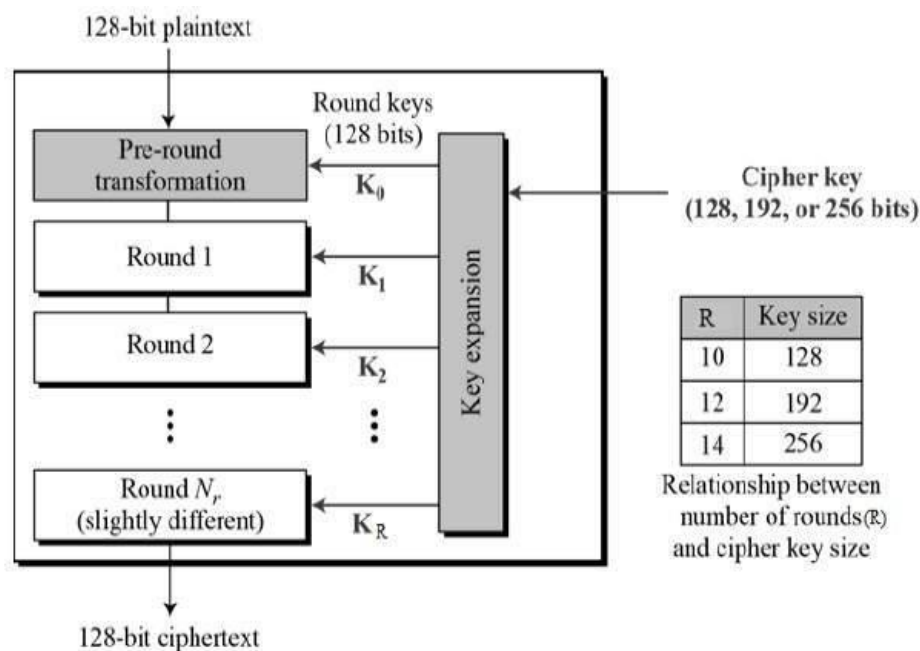 128-bit plaintext
Round keys
(128 bits)
Pre-round
transformation
K₀
Cipher key
(128, 192, or 256 bits)
Round 1
K₁
Key expansion
Round 2
K₂
R Key size
10 128
12 192
14 256
Relationship between
number of rounds(R)
and cipher key size
Round Nᵣ
(slightly different)
K_R
128-bit ciphertext